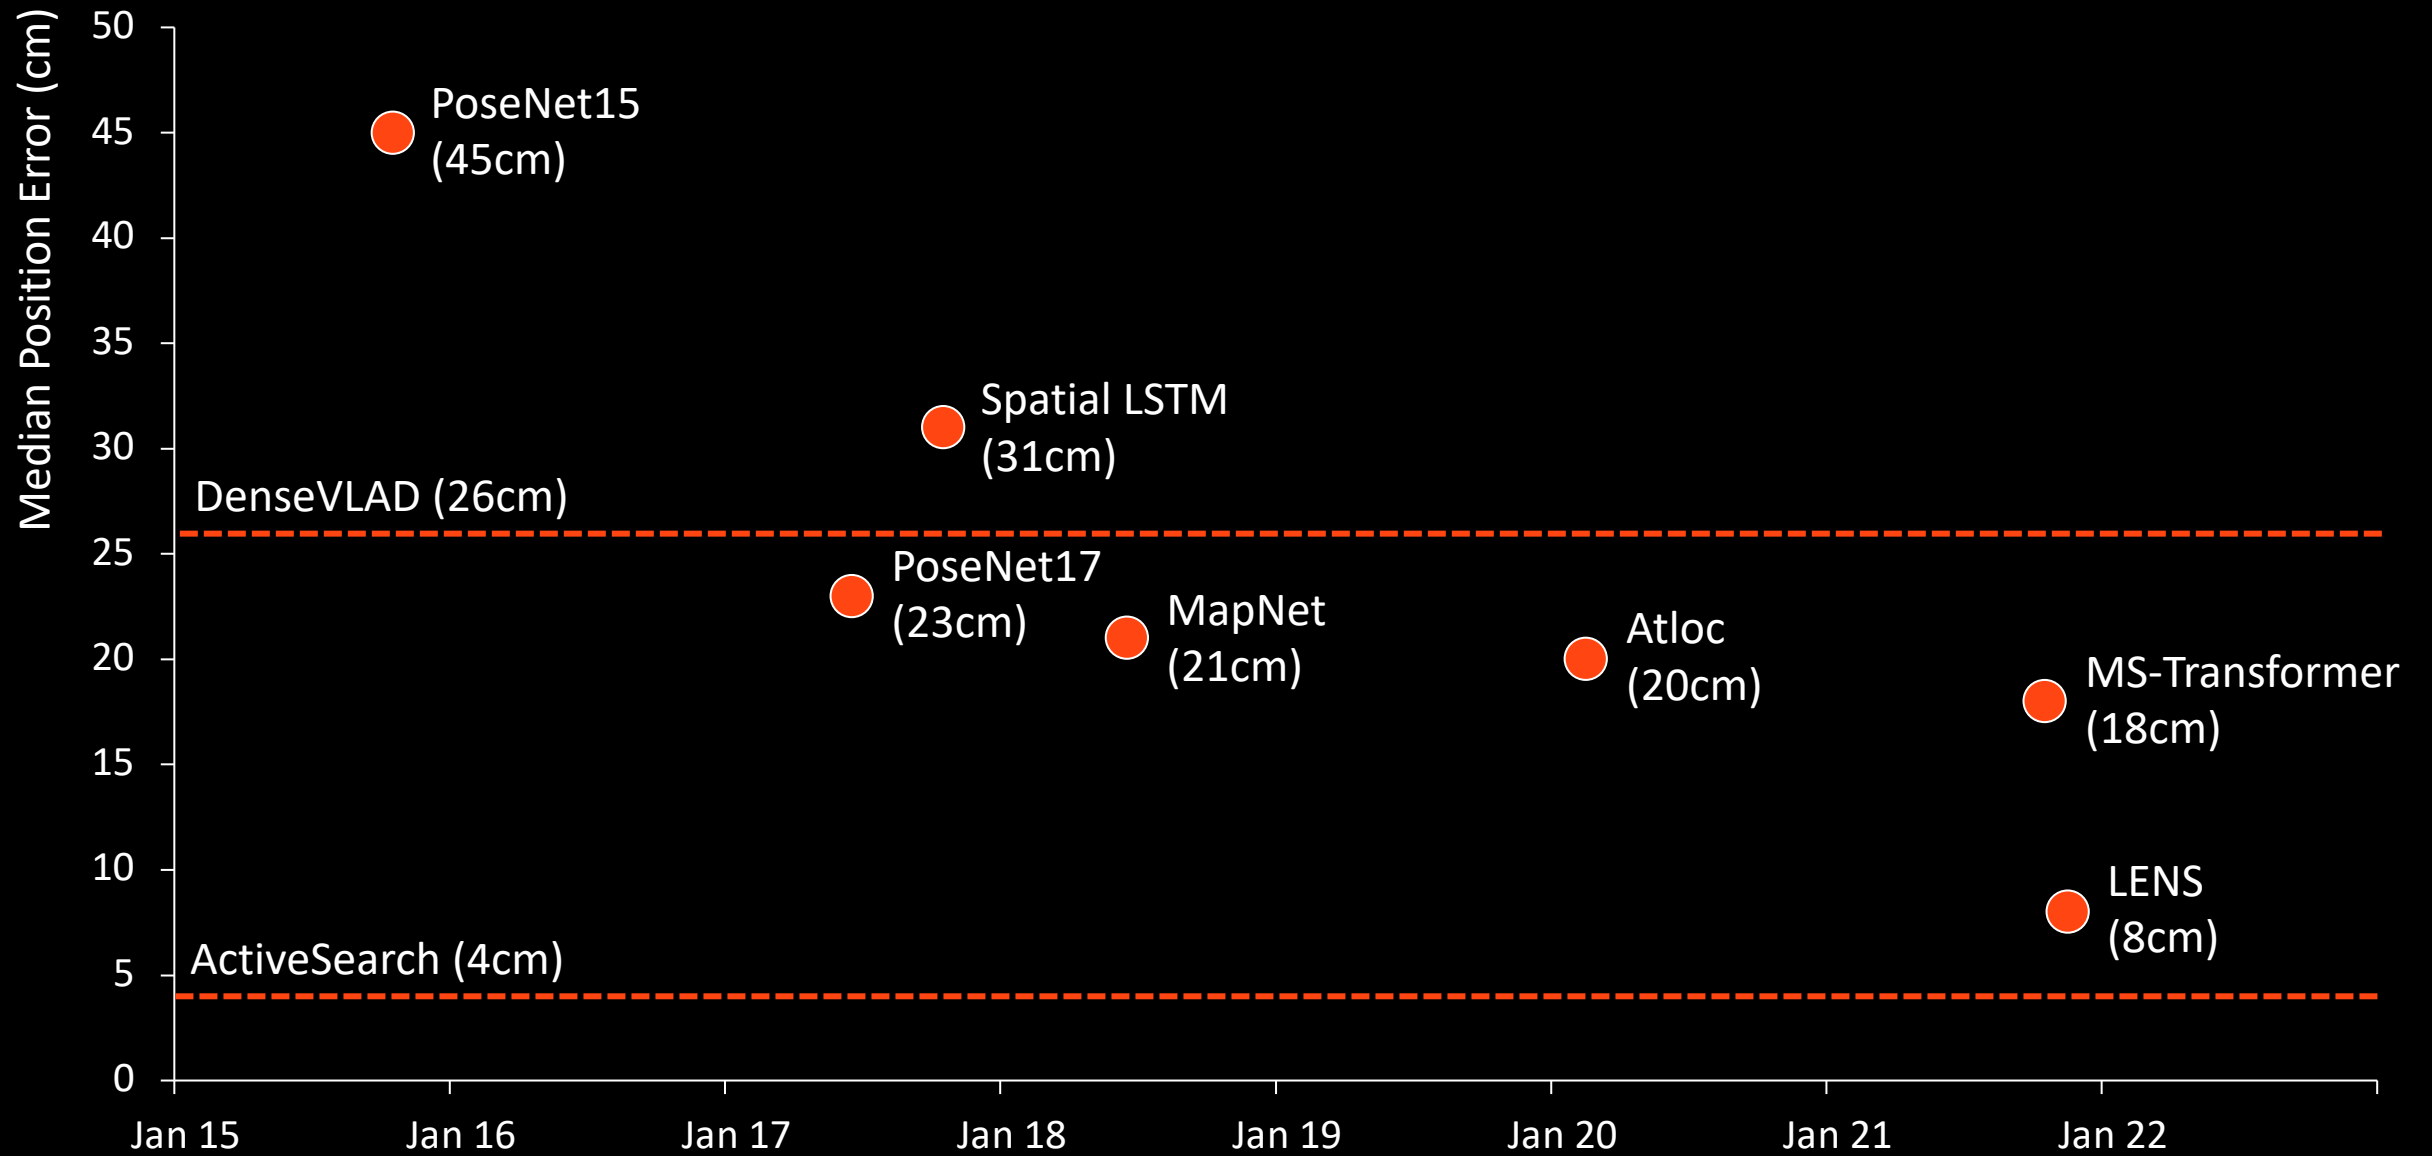 Median Position Error (cm)
50
45
40
35
30
25
20
15
10
5
0
PoseNet15
(45cm)
Spatial LSTM
(31cm)
DenseVLAD (26cm)
PoseNet17
(23cm)
MapNet
(21cm)
Atloc
(20cm)
MS-Transformer
(18cm)
LENS
(8cm)
ActiveSearch (4cm)
Jan 15
Jan 16
Jan 17
Jan 18
Jan 19
Jan 20
Jan 21
Jan 22